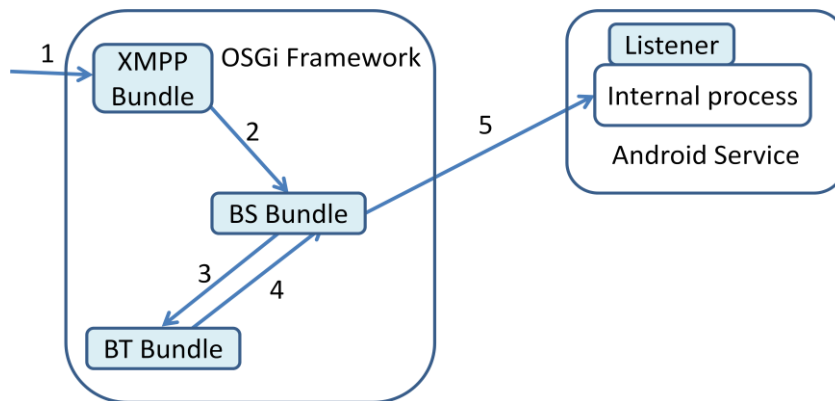 1
XMPP
Bundle
OSGi Framework
2
BS Bundle
3
4
BT Bundle
5
Listener
Internal process
Android Service